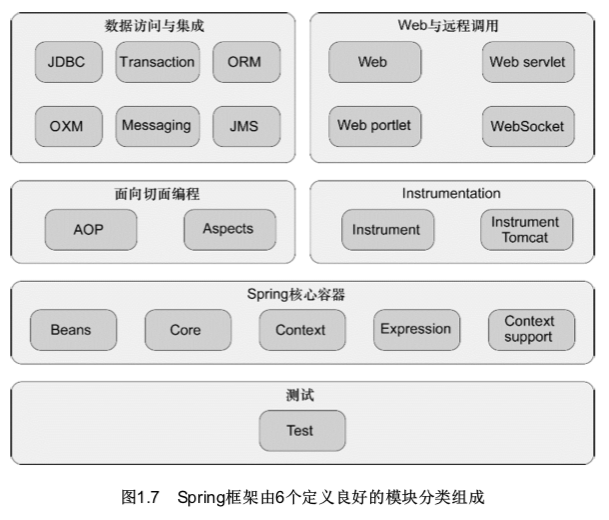 数据访问与集成
JDBC
Transaction
ORM
OXM
Messaging
JMS
Web与远程调用
Web
Web servlet
Web portlet
WebSocket
面向切面编程
AOP
Aspects
Instrumentation
Instrument
Instrument
Tomcat
Spring核心容器
Beans
Core
Context
Expression
Context
support
测试
Test
图1.7 Spring框架由6个定义良好的模块分类组成